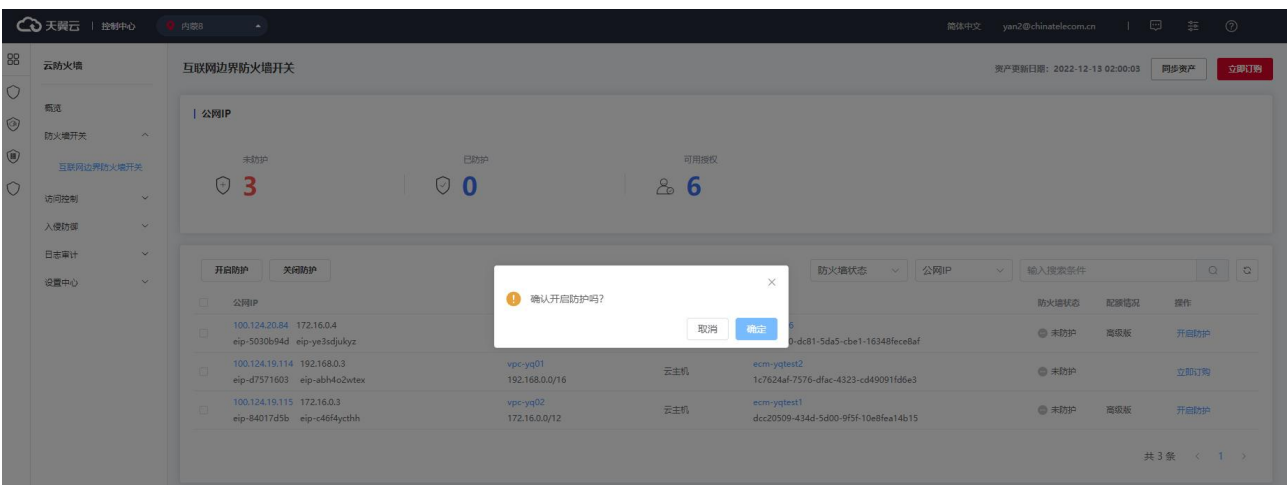 天翼云 | 控制中心 内蒙B 简体中文 yan2@chinatelecom.cn
云防火墙
概览
防火墙开关
互联网边界防火墙开关
访问控制
入侵防御
日志审计
设置中心
互联网边界防火墙开关 资产更新日期：2022-12-13 02:00:03 同步资产 立即订购
公网IP
未防护 已防护 可用授权
3 0 6
开启防护 关闭防护 防火墙状态 公网IP 输入搜索条件
公网IP 防火墙状态 配额情况 操作
100.124.20.84 172.16.0.4 6 未防护 高级版 开启防护
eip-5030b94d eip-ye3sdjukyz 0-dc81-5da5-cbe1-16348fece8af
100.124.19.114 192.168.0.3 vpc-yq01 云主机 ecm-yqtest2 未防护 立即订购
eip-d7571603 eip-abh4o2wtex 192.168.0.0/16 1c7624af-7576-dfac-4323-cd49091fd6e3
100.124.19.115 172.16.0.3 vpc-yq02 云主机 ecm-yqtest1 未防护 高级版 开启防护
eip-84017d5b eip-c46f4ycthh 172.16.0.0/12 dcc20509-434d-5d00-9f5f-10e8fea14b15
共 3 条 < 1 >
确认开启防护吗?
取消 确定